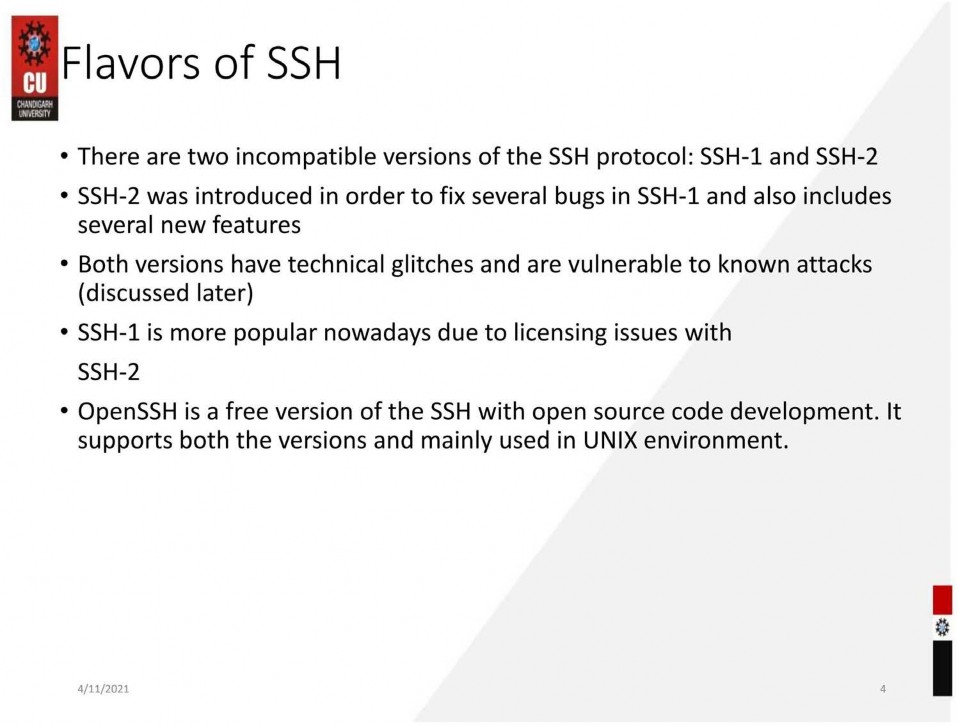 CU
CHANDIGARH
UNIVERSITY
Flavors of SSH
• There are two incompatible versions of the SSH protocol: SSH-1 and SSH-2
• SSH-2 was introduced in order to fix several bugs in SSH-1 and also includes
several new features
• Both versions have technical glitches and are vulnerable to known attacks
(discussed later)
• SSH-1 is more popular nowadays due to licensing issues with
SSH-2
• OpenSSH is a free version of the SSH with open source code development. It
supports both the versions and mainly used in UNIX environment.
4/11/2021
4